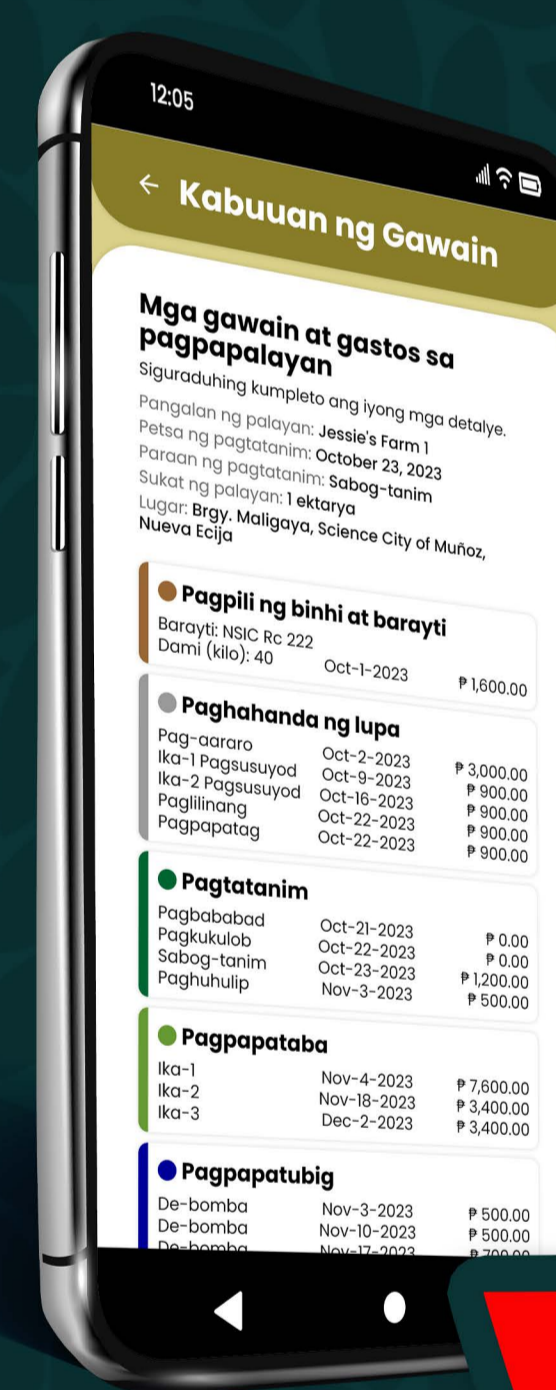 12:05
Kabuuan ng Gawain
Mga gawain at gastos sa
pagpapalayan
Siguraduhing kumpleto ang iyong mga detalye.
Pangalan ng palayan: Jessie's Farm 1
Petsa ng pagtatanim: October 23, 2023
Paraan ng pagtatanim: Sabog-tanim
Sukat ng palayan: 1 ektarya
Lugar: Brgy. Maligaya, Science City of Muñoz,
Nueva Ecija
Pagpili ng binhi at barayti
Barayti: NSIC Rc 222
Dami (kilo): 40 Oct-1-2023 ₱ 1,600.00
Paghahanda ng lupa
Pag-aararo Oct-2-2023 ₱ 3,000.00
Ika-1 Pagsusuyod Oct-9-2023 ₱ 900.00
Ika-2 Pagsusuyod Oct-16-2023 ₱ 900.00
Paglilinang Oct-22-2023 ₱ 900.00
Pagpapatag Oct-22-2023 ₱ 900.00
Pagtatanim
Pagbababad Oct-21-2023 ₱ 0.00
Pagkukulob Oct-22-2023 ₱ 0.00
Sabog-tanim Oct-23-2023 ₱ 1,200.00
Paghuhulip Nov-3-2023 ₱ 500.00
Pagpapataba
Ika-1 Nov-4-2023 ₱ 7,600.00
Ika-2 Nov-18-2023 ₱ 3,400.00
Ika-3 Dec-2-2023 ₱ 3,400.00
Pagpapatubig
De-bomba Nov-3-2023 ₱ 500.00
De-bomba Nov-10-2023 ₱ 500.00
De-bomba Nov-17-2023 ₱ 700.00